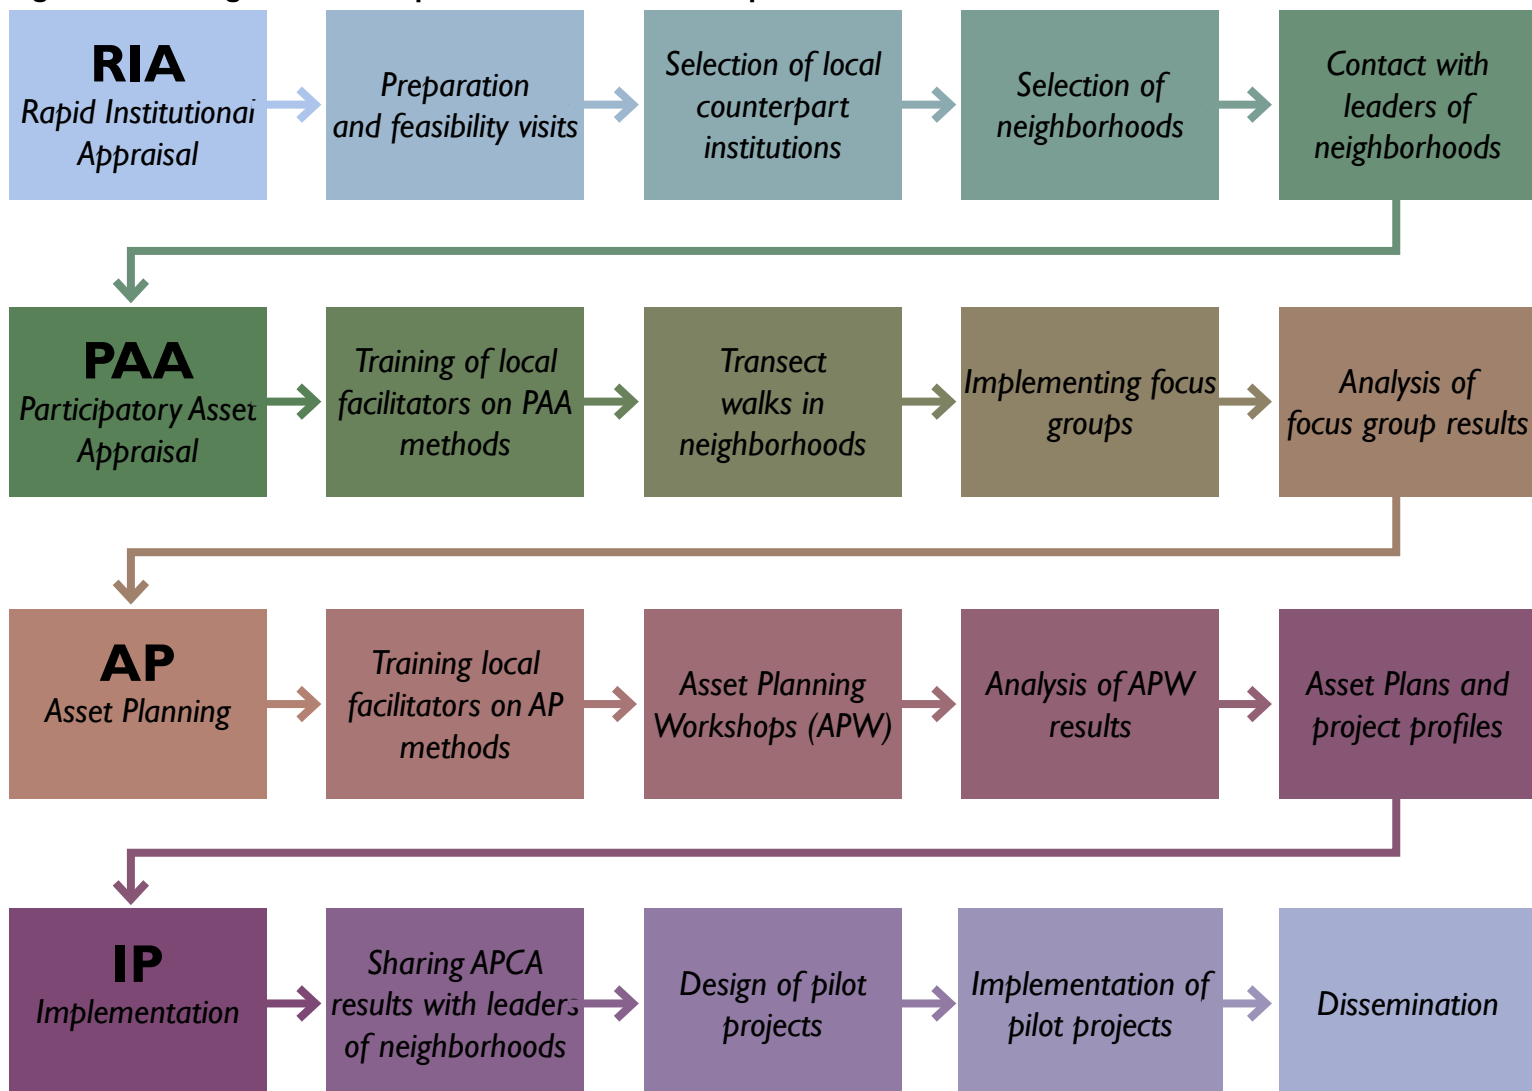 RIA
Rapid Institutional
Appraisal
Preparation
and feasibility visits
Selection of local
counterpart
institutions
Selection of
neighborhoods
Contact with
leaders of
neighborhoods
PAA
Participatory Asset
Appraisal
Training of local
facilitators on PAA
methods
Transect
walks in
neighborhoods
Implementing focus
groups
Analysis of
focus group results
AP
Asset Planning
Training local
facilitators on AP
methods
Asset Planning
Workshops (APW)
Analysis of APW
results
Asset Plans and
project profiles
IP
Implementation
Sharing APCA
results with leaders
of neighborhoods
Design of pilot
projects
Implementation of
pilot projects
Dissemination